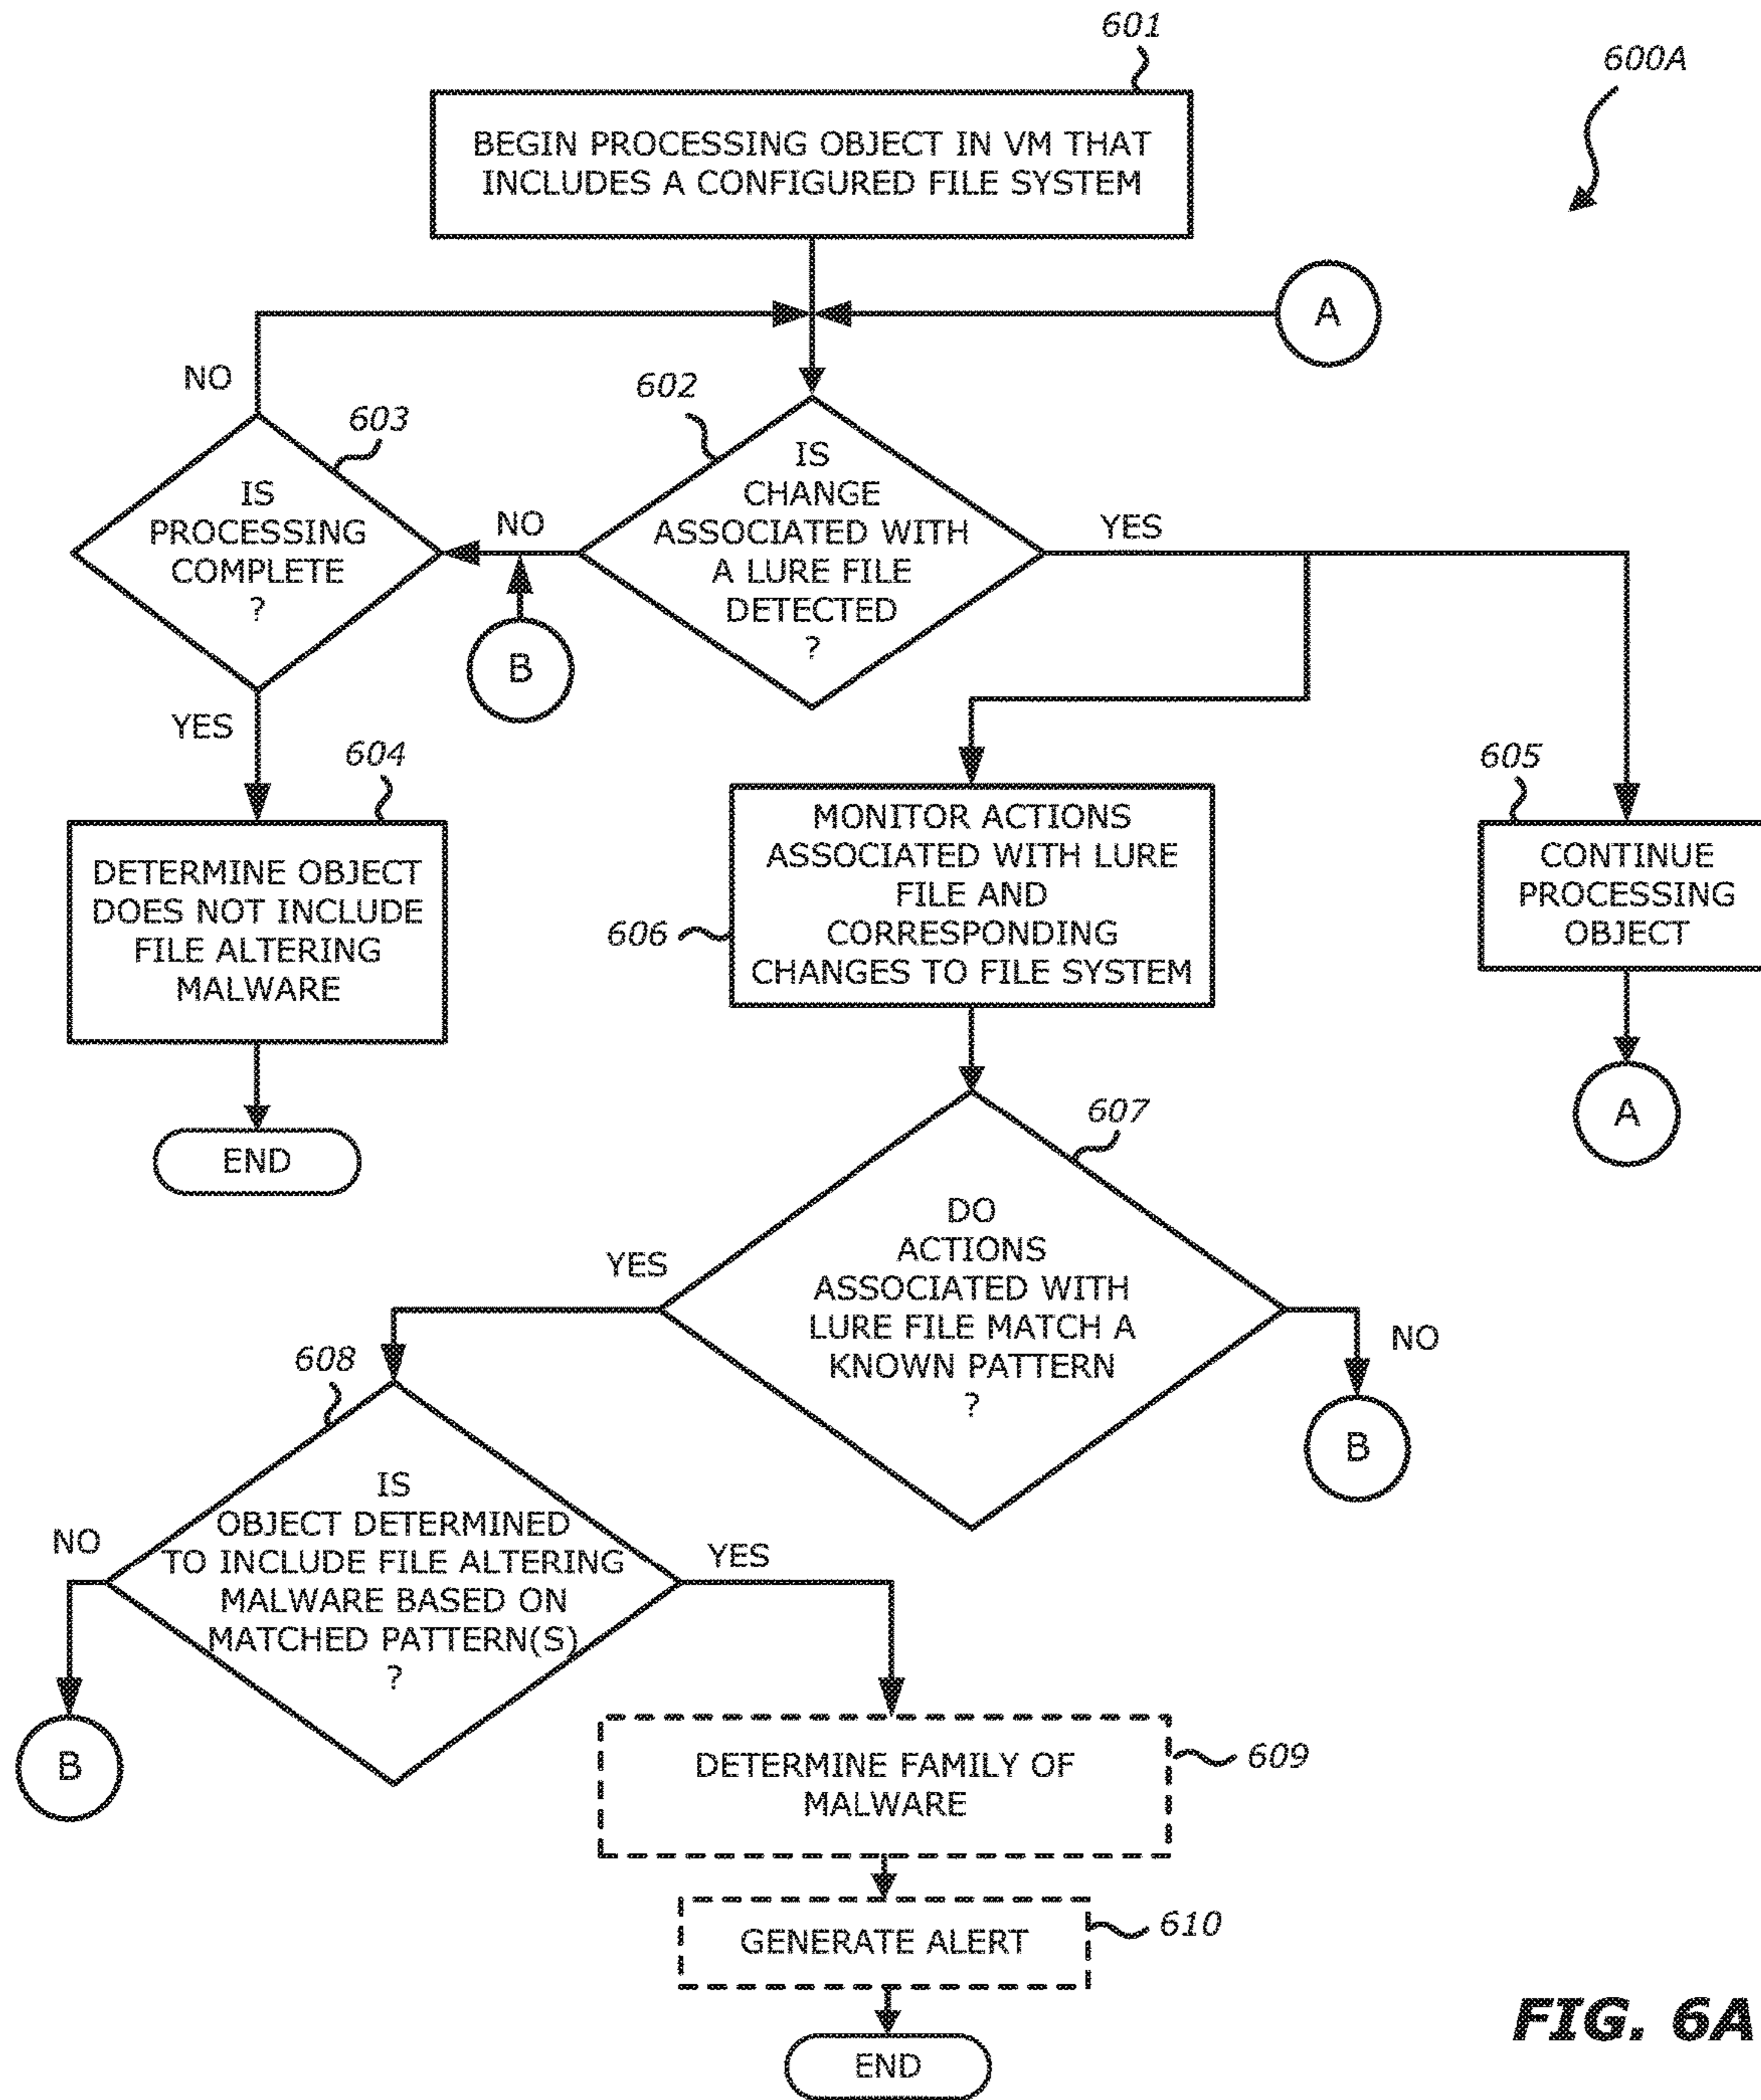 601
600A
BEGIN PROCESSING OBJECT IN VM THAT
INCLUDES A CONFIGURED FILE SYSTEM
A
NO
602
603
IS
PROCESSING
COMPLETE
?
NO
IS
CHANGE
ASSOCIATED WITH
A LURE FILE
DETECTED
?
YES
B
YES
604
DETERMINE OBJECT
DOES NOT INCLUDE
FILE ALTERING
MALWARE
END
606
MONITOR ACTIONS
ASSOCIATED WITH LURE
FILE AND
CORRESPONDING
CHANGES TO FILE SYSTEM
605
CONTINUE
PROCESSING
OBJECT
A
607
DO
ACTIONS
ASSOCIATED WITH
LURE FILE MATCH A
KNOWN PATTERN
?
YES
NO
B
608
IS
OBJECT DETERMINED
TO INCLUDE FILE ALTERING
MALWARE BASED ON
MATCHED PATTERN(S)
?
NO
YES
B
DETERMINE FAMILY OF
MALWARE
609
GENERATE ALERT
610
END
FIG. 6A